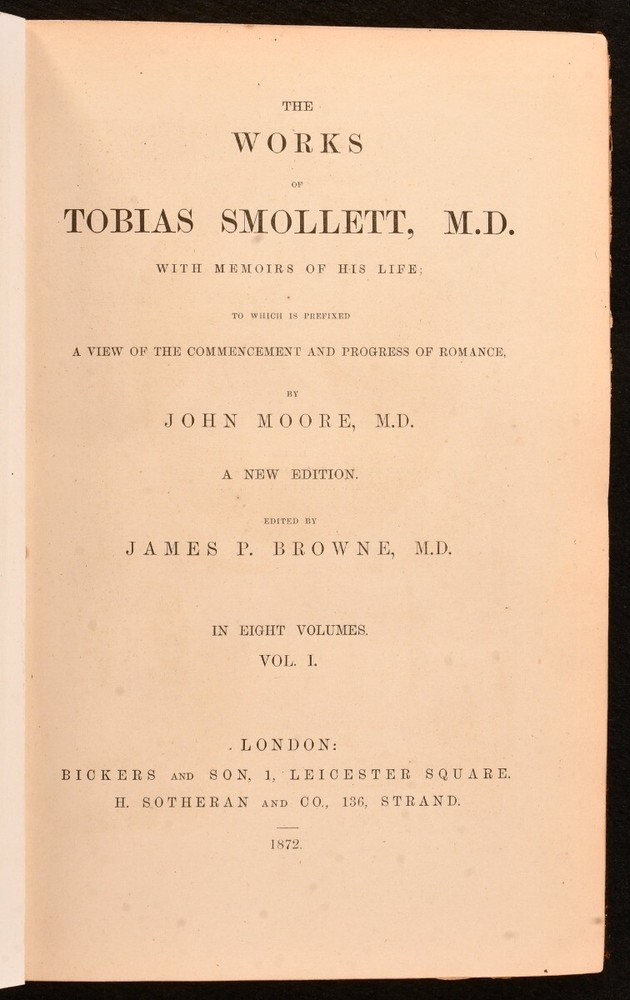 THE
WORKS
OF
TOBIAS SMOLLETT, M.D.
WITH MEMOIRS OF HIS LIFE;
TO WHICH IS PREFIXED
A VIEW OF THE COMMENCEMENT AND PROGRESS OF ROMANCE,
BY
JOHN MOORE, M.D.
A NEW EDITION.
EDITED BY
JAMES P. BROWNE, M.D.
IN EIGHT VOLUMES.
VOL. I.
LONDON:
BICKERS AND SON, 1, LEICESTER SQUARE.
H. SOTHERAN AND CO., 136, STRAND.
1872.